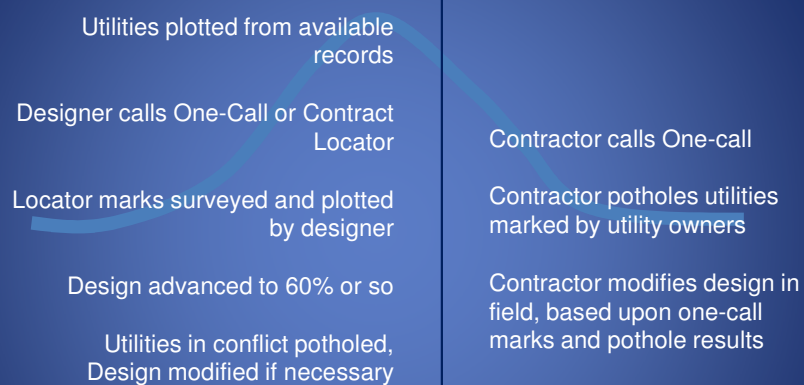 Utilities plotted from available
records
Designer calls One-Call or Contract
Locator
Locator marks surveyed and plotted
by designer
Design advanced to 60% or so
Utilities in conflict potholed,
Design modified if necessary
Contractor calls One-call
Contractor potholes utilities
marked by utility owners
Contractor modifies design in
field, based upon one-call
marks and pothole results